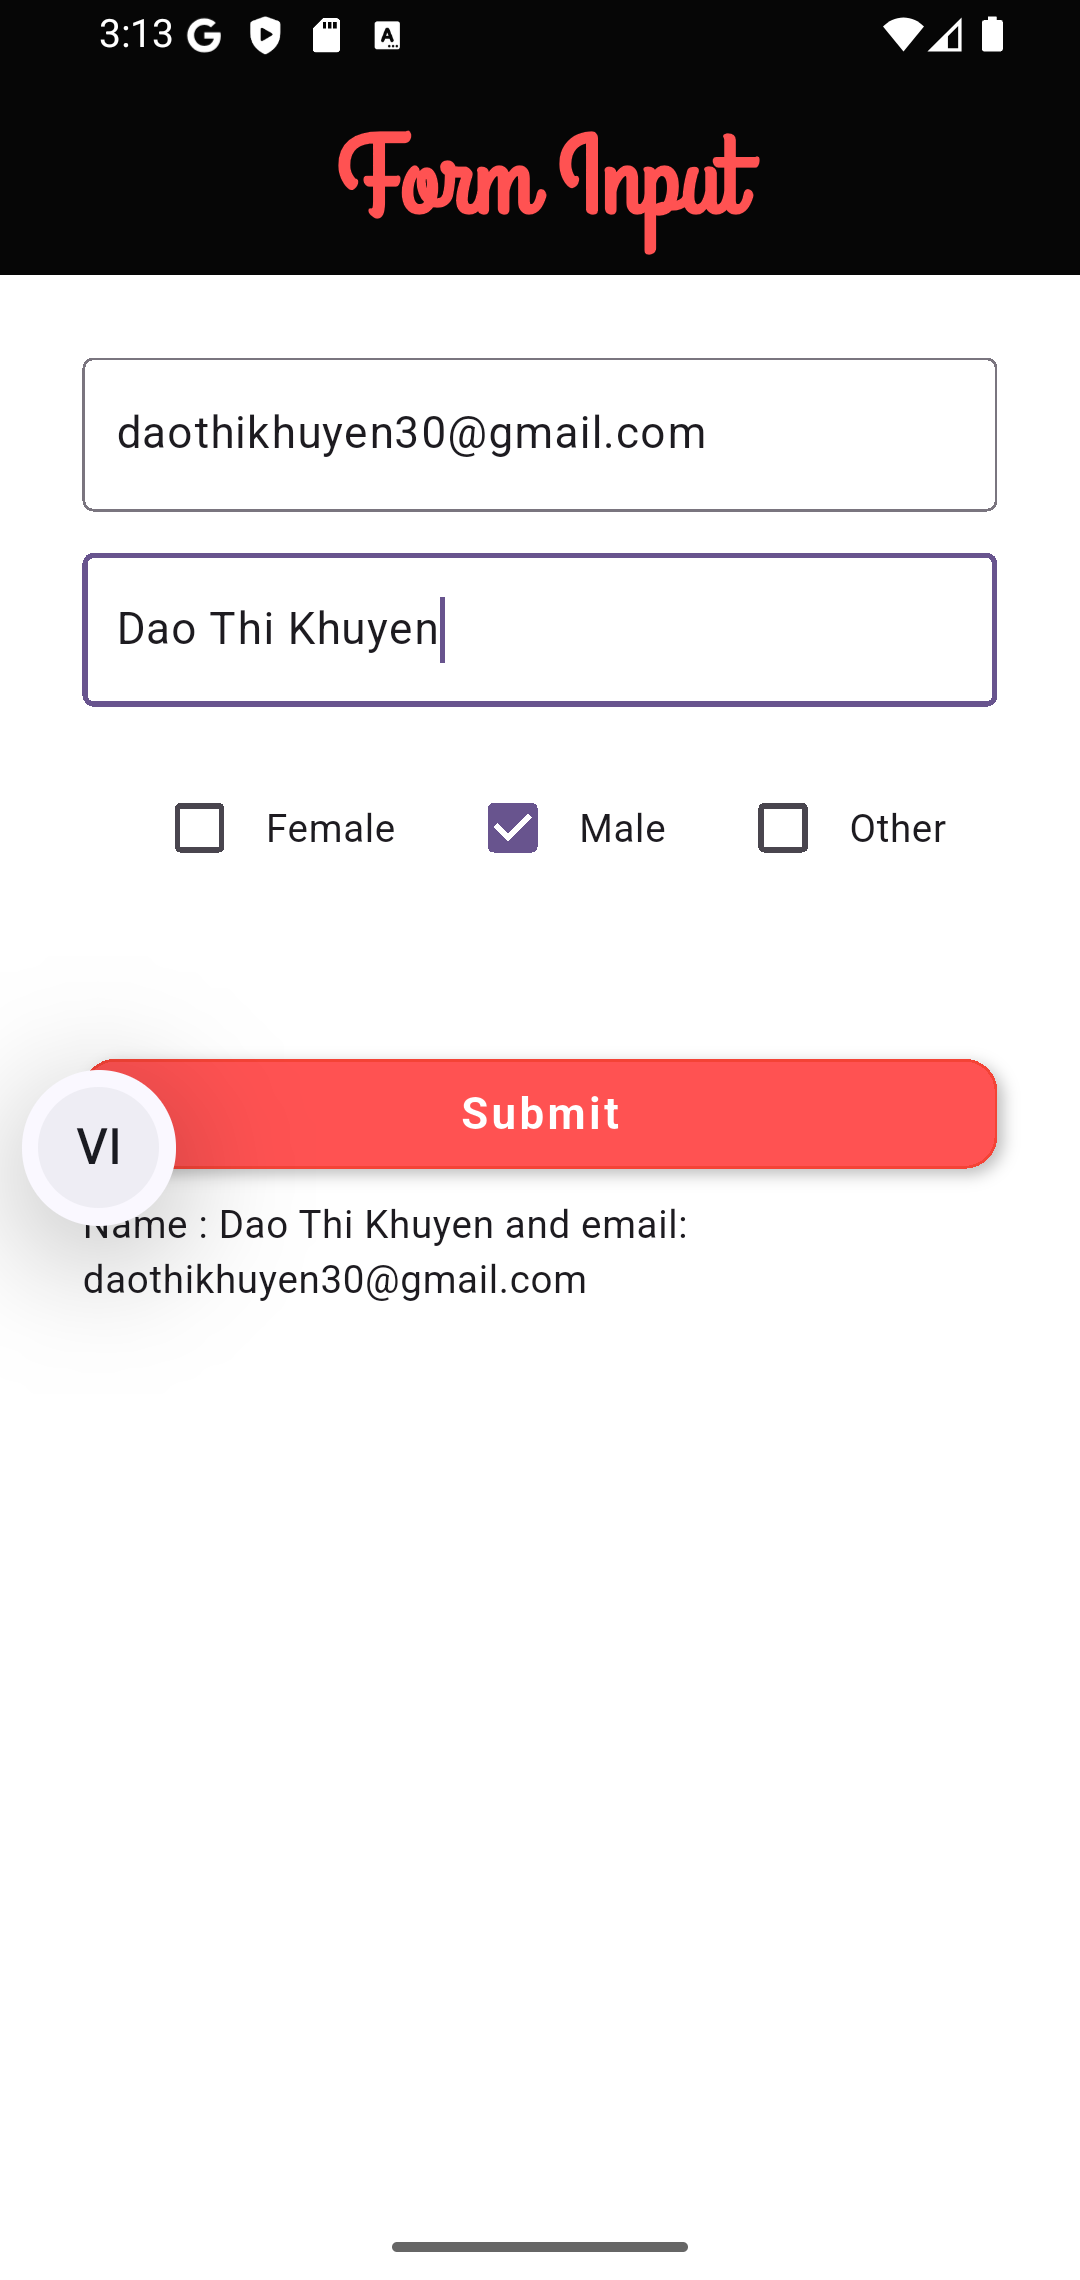 3:13
Form Input
daothikhuyen30@gmail.com
Dao Thi Khuyen
Female Male Other
Submit
VI
Name : Dao Thi Khuyen and email:
daothikhuyen30@gmail.com